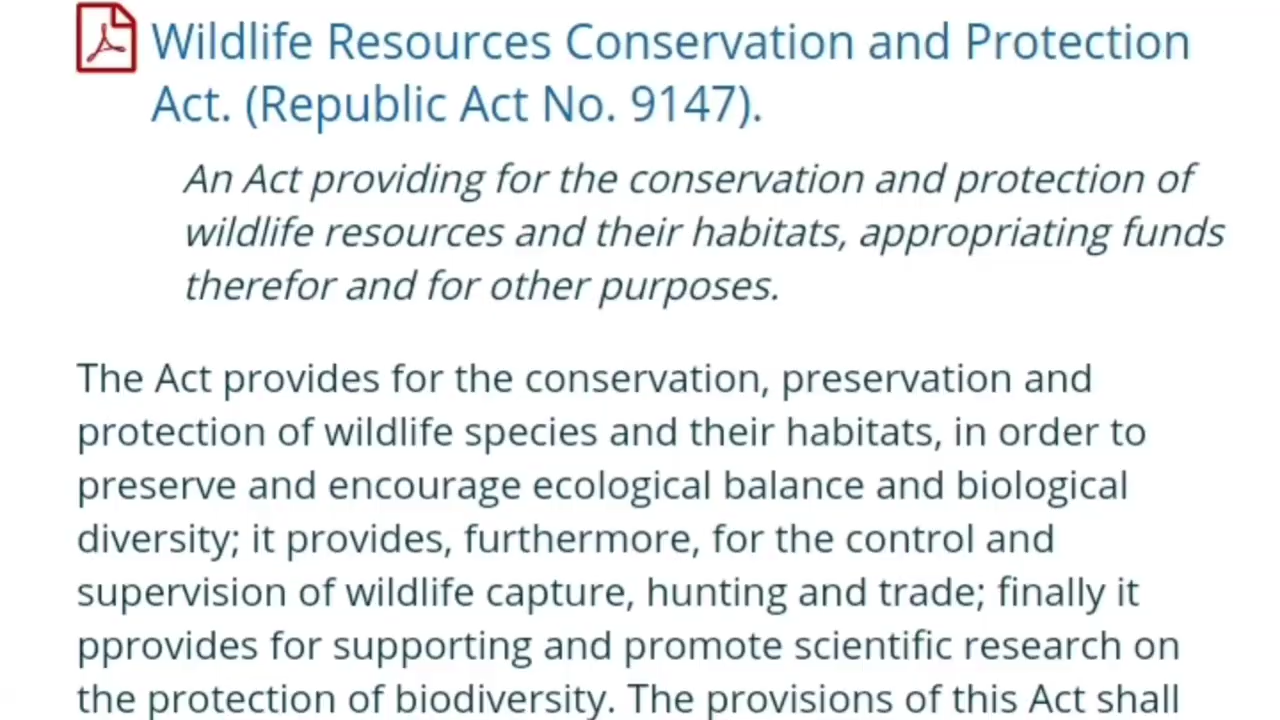 Wildlife Resources Conservation and Protection
Act. (Republic Act No. 9147).
An Act providing for the conservation and protection of
wildlife resources and their habitats, appropriating funds
therefor and for other purposes.
The Act provides for the conservation, preservation and
protection of wildlife species and their habitats, in order to
preserve and encourage ecological balance and biological
diversity; it provides, furthermore, for the control and
supervision of wildlife capture, hunting and trade; finally it
pprovides for supporting and promote scientific research on
the protection of biodiversity. The provisions of this Act shall